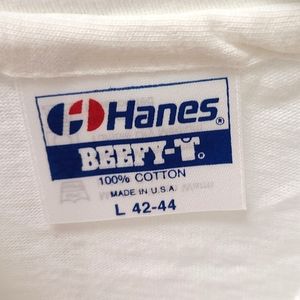 Hanes®
BEEFY-T®
100% COTTON
MADE IN U.S.A.
L 42-44